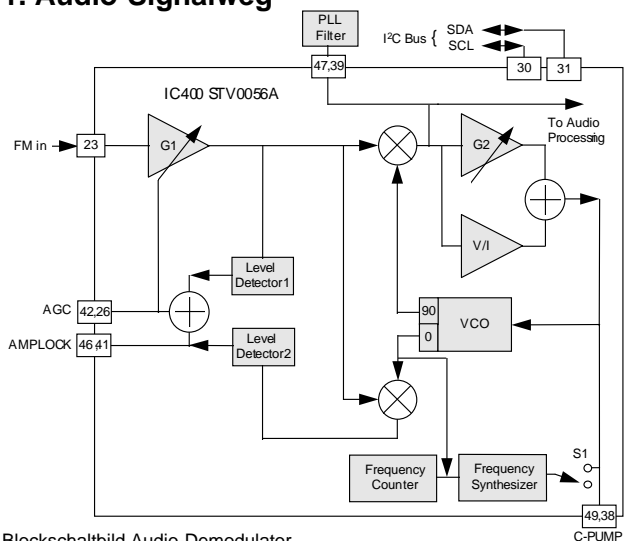 1. Audio-Signalweg
PLL
Filter
I²C Bus {
SDA
SCL
47,39
30
31
IC400 STV0056A
FM in
23
G1
G2
To Audio
Processing
V/I
Level
Detector1
AGC
42,26
AMPLOCK
46,41
Level
Detector2
90
0
VCO
S1
Frequency
Counter
Frequency
Synthesizer
49,38
C-PUMP
Blockschaltbild Audio Demodulator